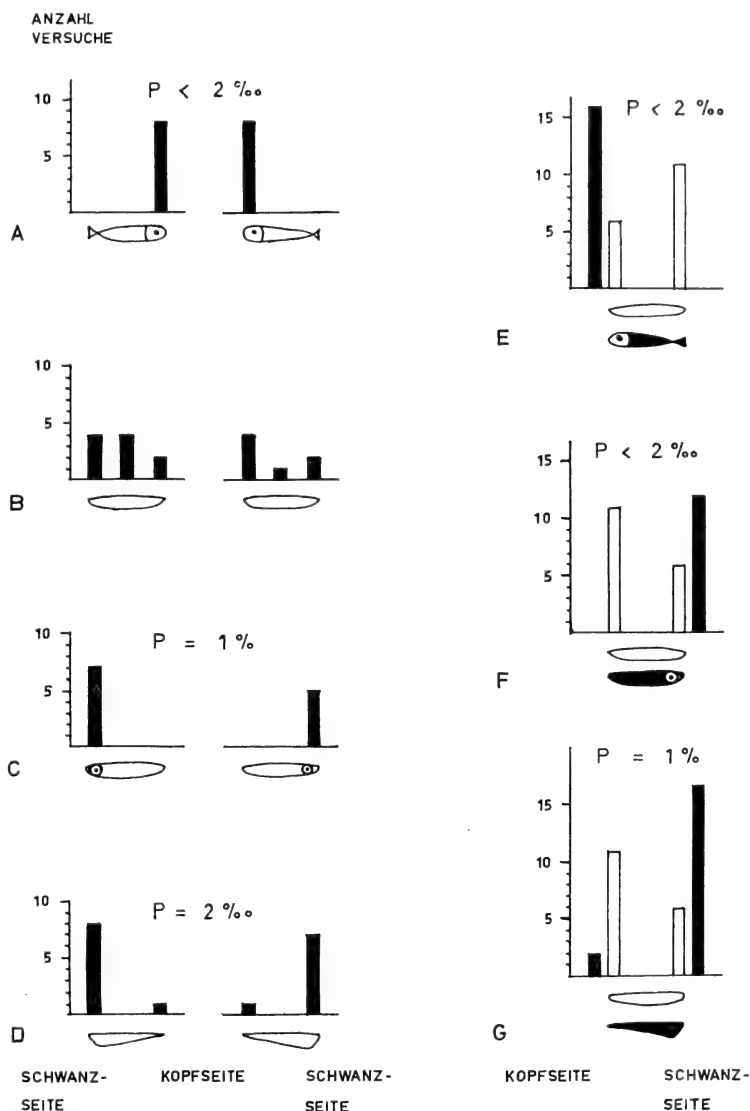 ANZAHL
VERSUCHE
P < 2 ‰
10
5
A
10
5
B
P = 1 %
10
5
C
P = 2 ‰
10
5
D
SCHWANZ-
SEITE
KOPFSEITE
SCHWANZ-
SEITE
P < 2 ‰
15
10
5
E
P < 2 ‰
15
10
5
F
P = 1 %
15
10
5
G
KOPFSEITE
SCHWANZ-
SEITE